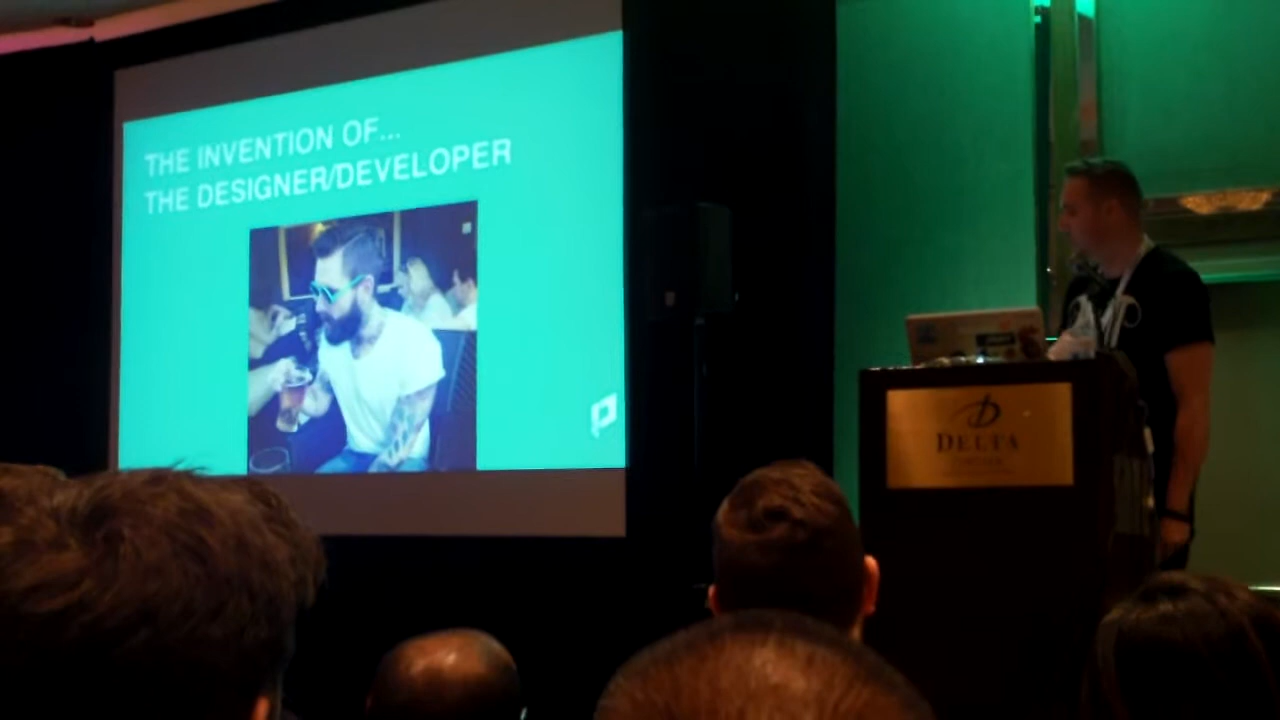 THE INVENTION OF...
THE DESIGNER/DEVELOPER
DELTA